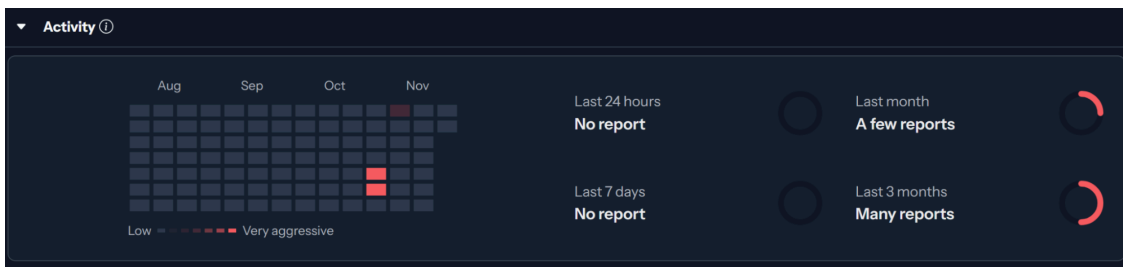 Activity
Aug Sep Oct Nov
Low Very aggressive
Last 24 hours
No report
Last month
A few reports
Last 7 days
No report
Last 3 months
Many reports